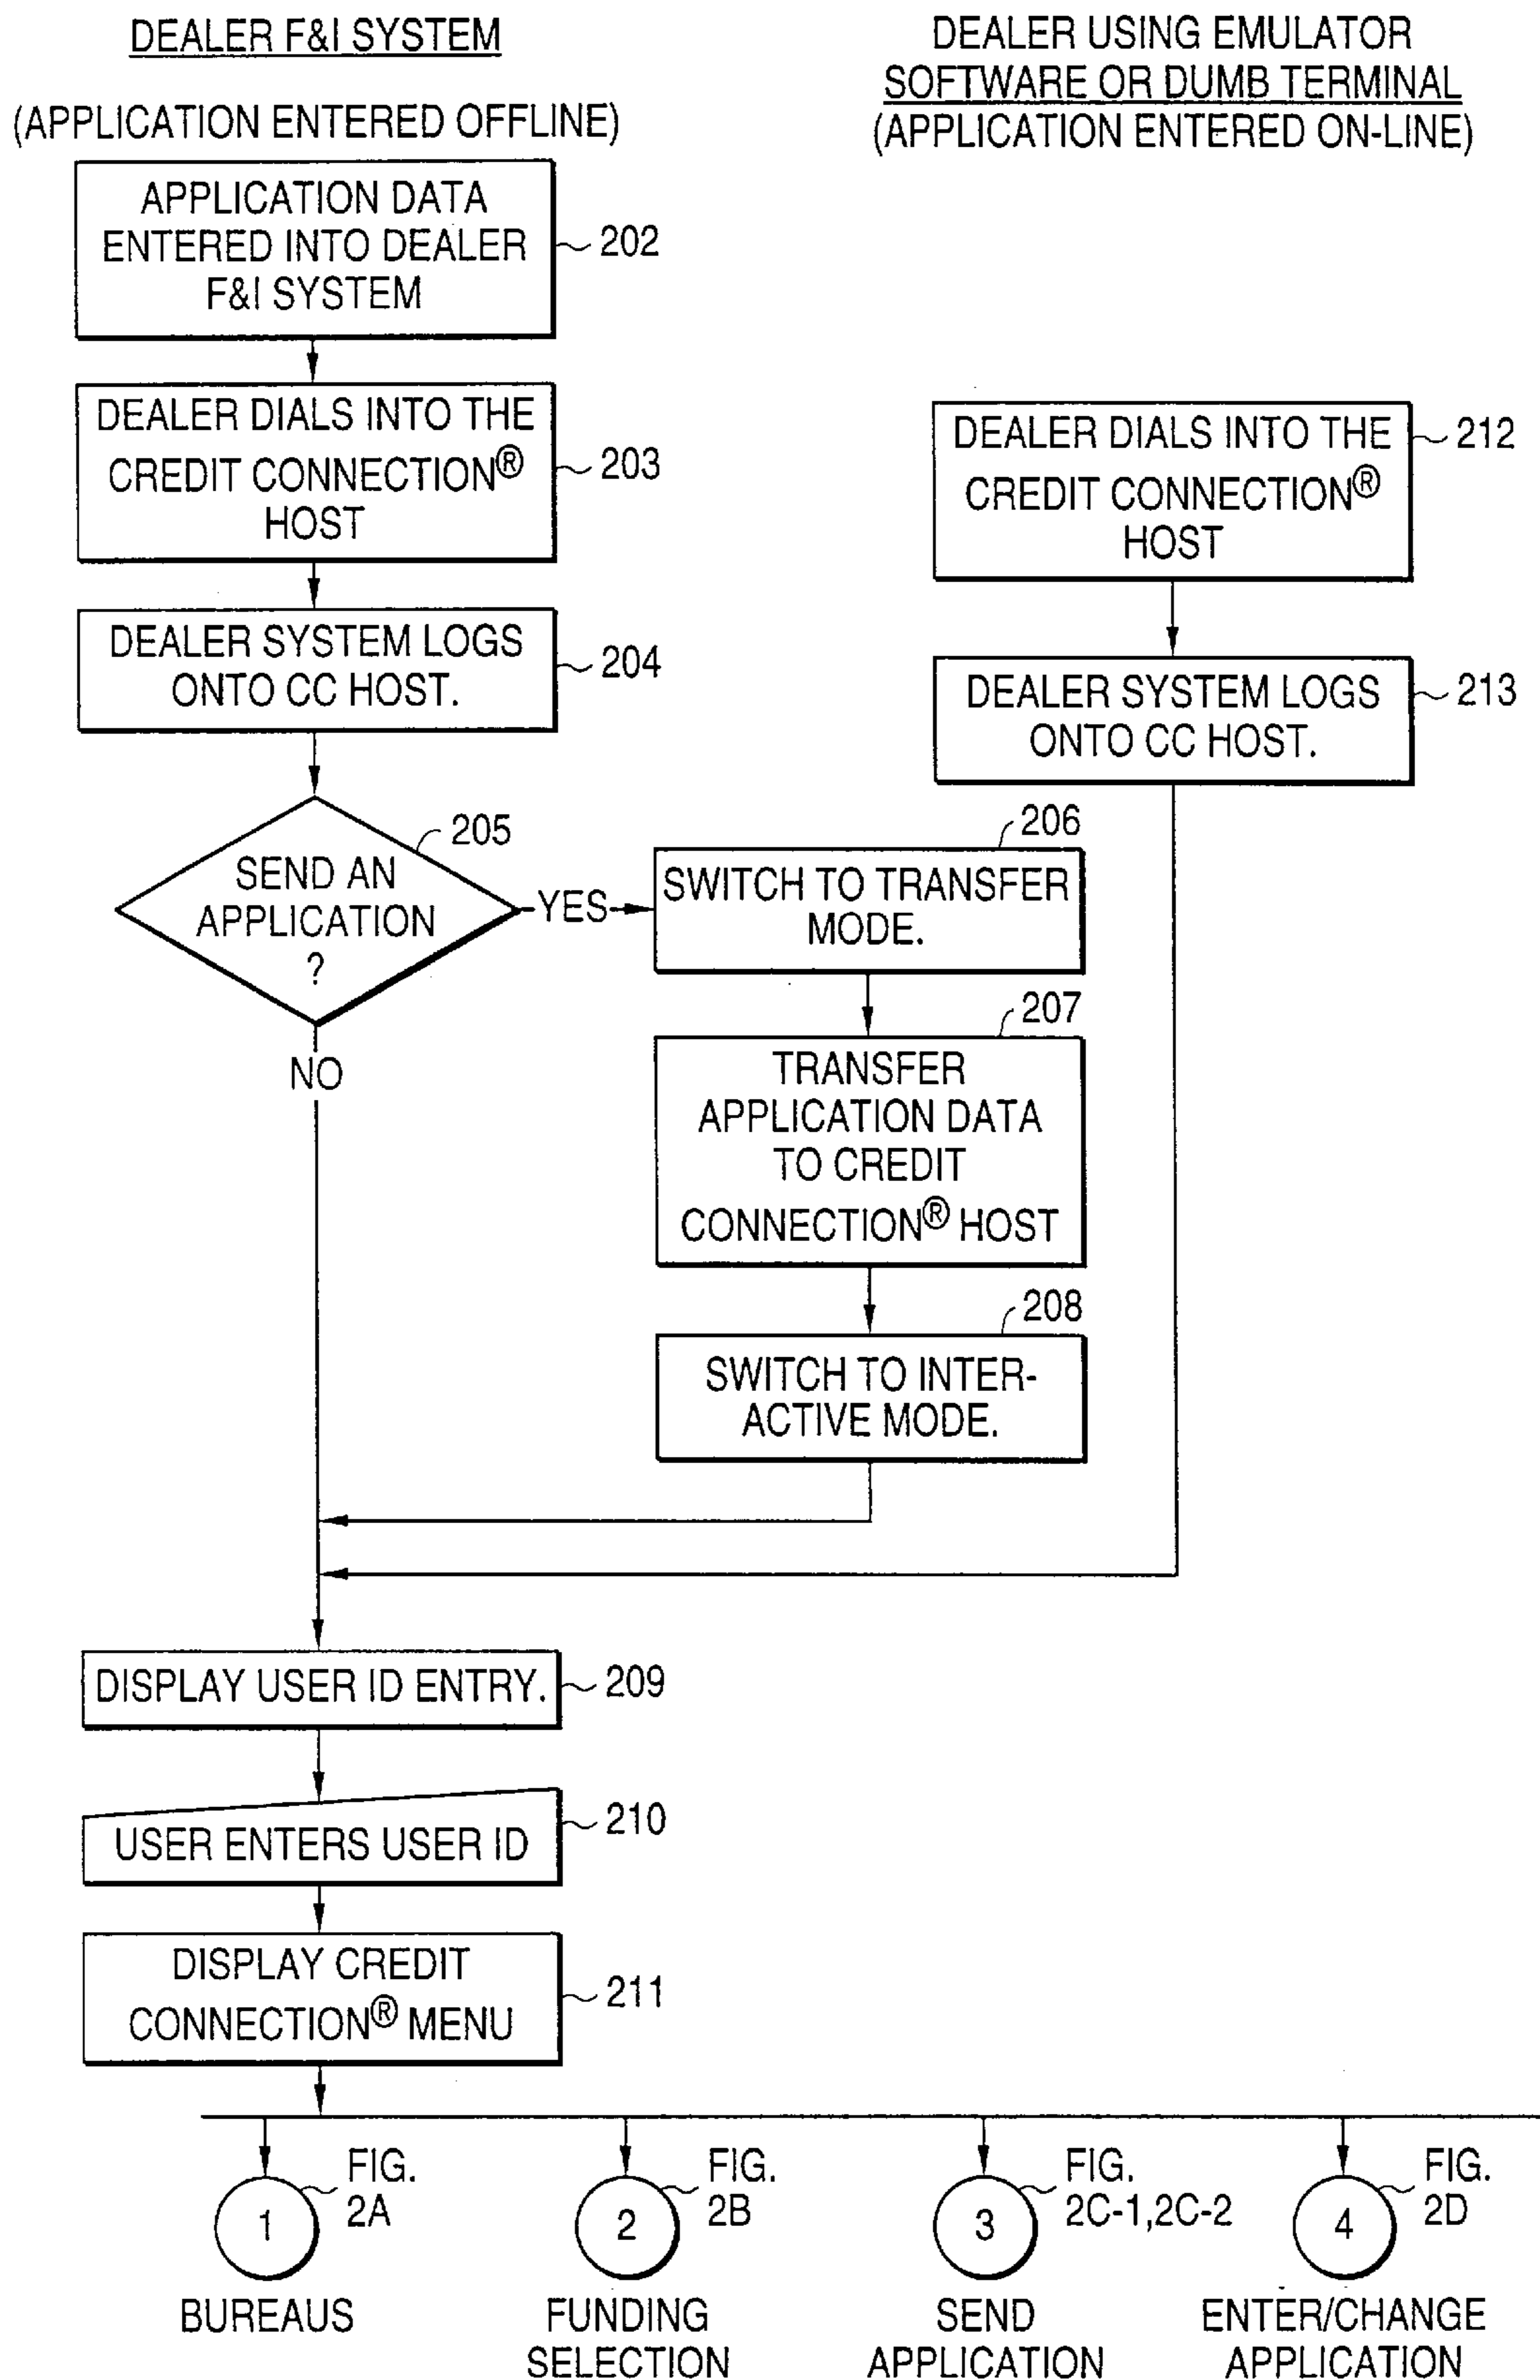 DEALER F&I SYSTEM
(APPLICATION ENTERED OFFLINE)
DEALER USING EMULATOR
SOFTWARE OR DUMB TERMINAL
(APPLICATION ENTERED ON-LINE)
APPLICATION DATA
ENTERED INTO DEALER
F&I SYSTEM
202
DEALER DIALS INTO THE
CREDIT CONNECTION®
HOST
203
DEALER SYSTEM LOGS
ONTO CC HOST.
204
DEALER DIALS INTO THE
CREDIT CONNECTION®
HOST
212
DEALER SYSTEM LOGS
ONTO CC HOST.
213
205
SEND AN
APPLICATION
?
YES
NO
206
SWITCH TO TRANSFER
MODE.
207
TRANSFER
APPLICATION DATA
TO CREDIT
CONNECTION® HOST
208
SWITCH TO INTER-
ACTIVE MODE.
DISPLAY USER ID ENTRY.
209
USER ENTERS USER ID
210
DISPLAY CREDIT
CONNECTION® MENU
211
1
FIG.
2A
BUREAUS
2
FIG.
2B
FUNDING
SELECTION
3
FIG.
2C-1,2C-2
SEND
APPLICATION
4
FIG.
2D
ENTER/CHANGE
APPLICATION